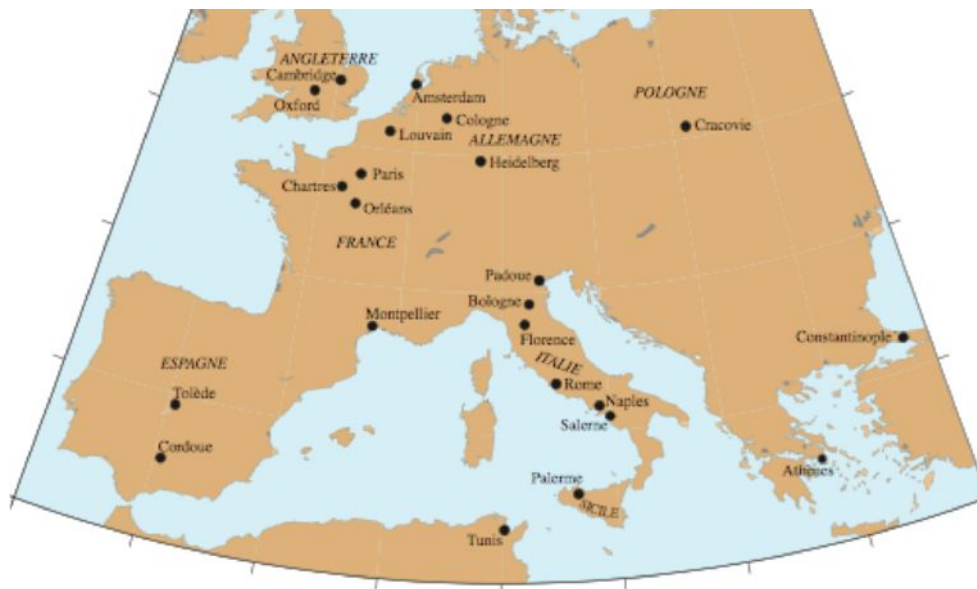 ANGLETERRE
Cambridge
Oxford
Amsterdam
POLOGNE
Cologne
Cracovie
Louvain
ALLEMAGNE
Heidelberg
Paris
Chartres
Orléans
FRANCE
Padoue
Bologne
Montpellier
Florence
Constantinople
ITALIE
ESPAGNE
Rome
Tolède
Naples
Salerne
Cordoue
Athènes
Palerme
SICILE
Tunis